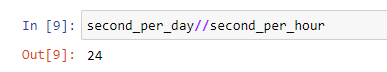 In [9]: second_per_day//second_per_hour
Out[9]: 24